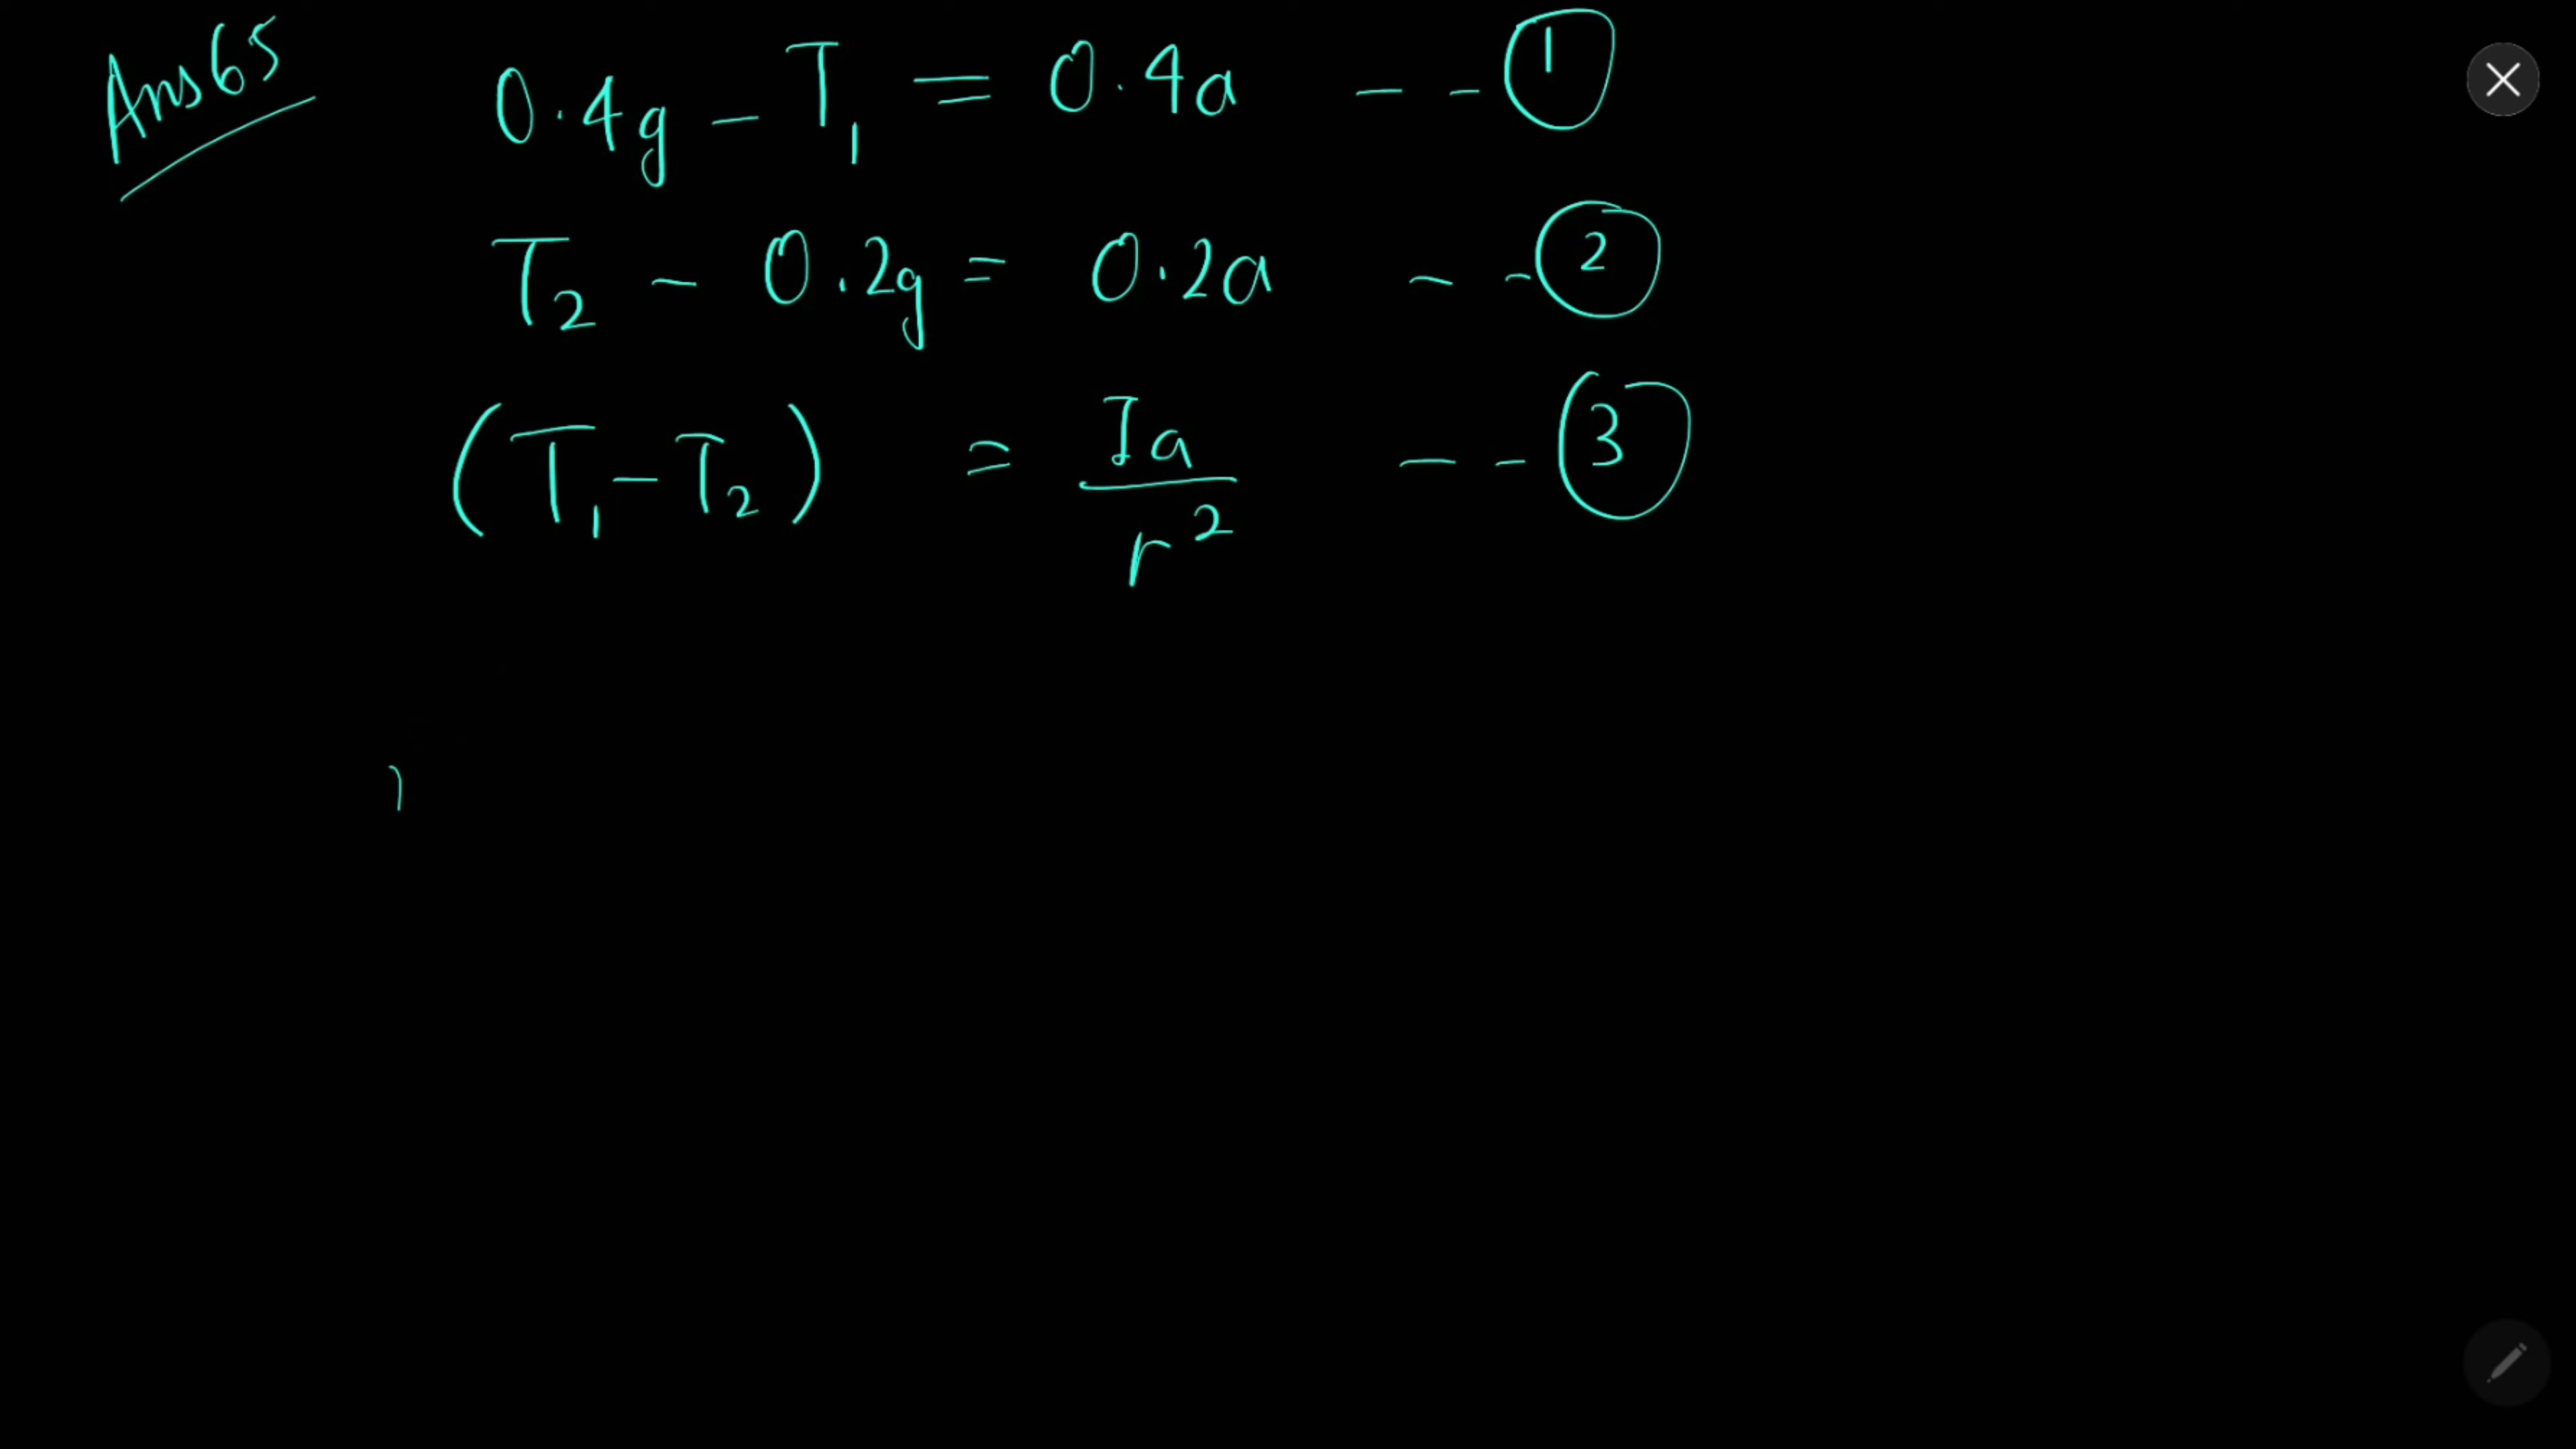 Ans 65
0.4g - T₁ = 0.4a -- ①
T₂ - 0.2g = 0.2a -- ②
(T₁ - T₂) = Ia/r² -- ③